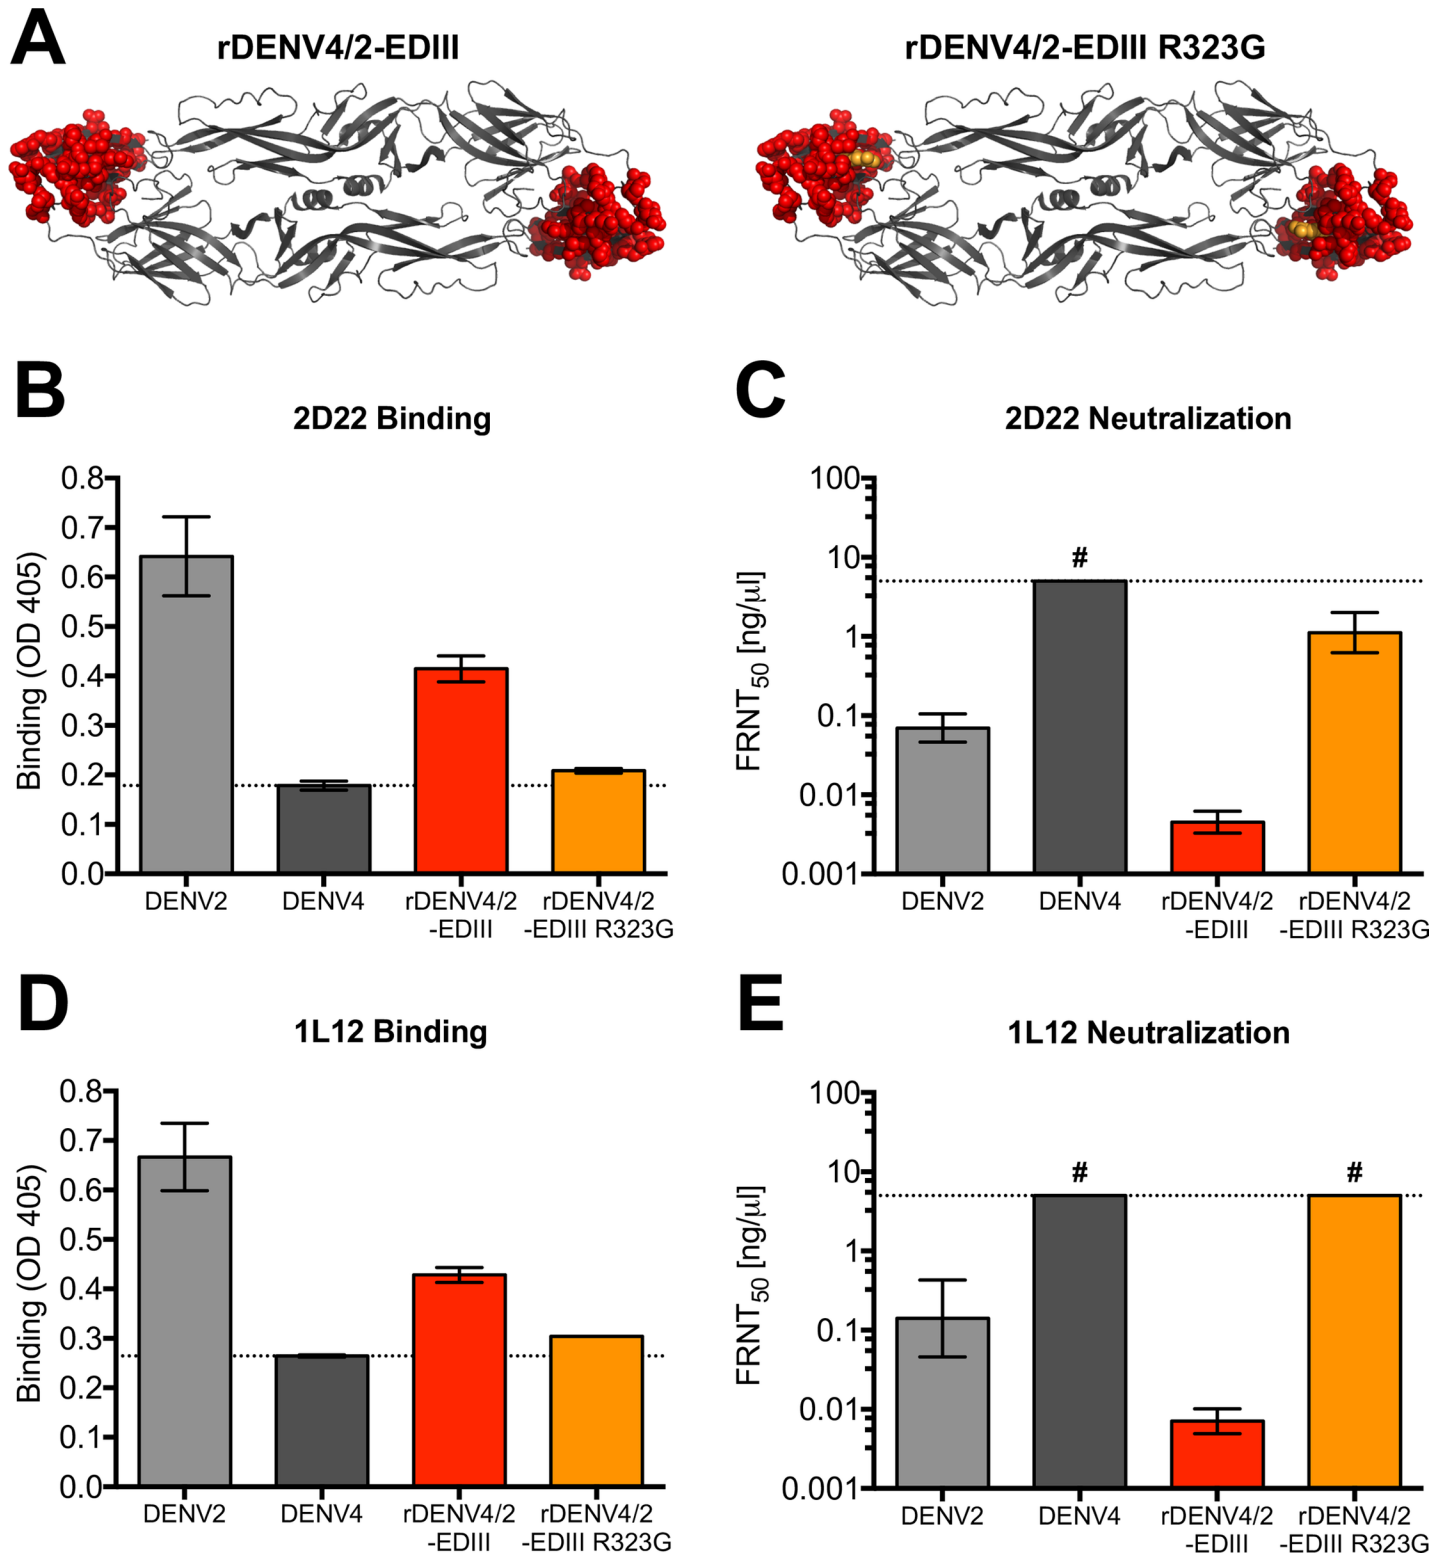 A
rDENV4/2-EDIII
rDENV4/2-EDIII R323G
B
2D22 Binding
Binding (OD 405)
0.8
0.7
0.6
0.5
0.4
0.3
0.2
0.1
0.0
DENV2
DENV4
rDENV4/2
-EDIII
rDENV4/2
-EDIII R323G
C
2D22 Neutralization
FRNT50 [ng/μl]
100
10
1
0.1
0.01
0.001
#
DENV2
DENV4
rDENV4/2
-EDIII
rDENV4/2
-EDIII R323G
D
1L12 Binding
Binding (OD 405)
0.8
0.7
0.6
0.5
0.4
0.3
0.2
0.1
0.0
DENV2
DENV4
rDENV4/2
-EDIII
rDENV4/2
-EDIII R323G
E
1L12 Neutralization
FRNT50 [ng/μl]
100
10
1
0.1
0.01
0.001
#
#
DENV2
DENV4
rDENV4/2
-EDIII
rDENV4/2
-EDIII R323G